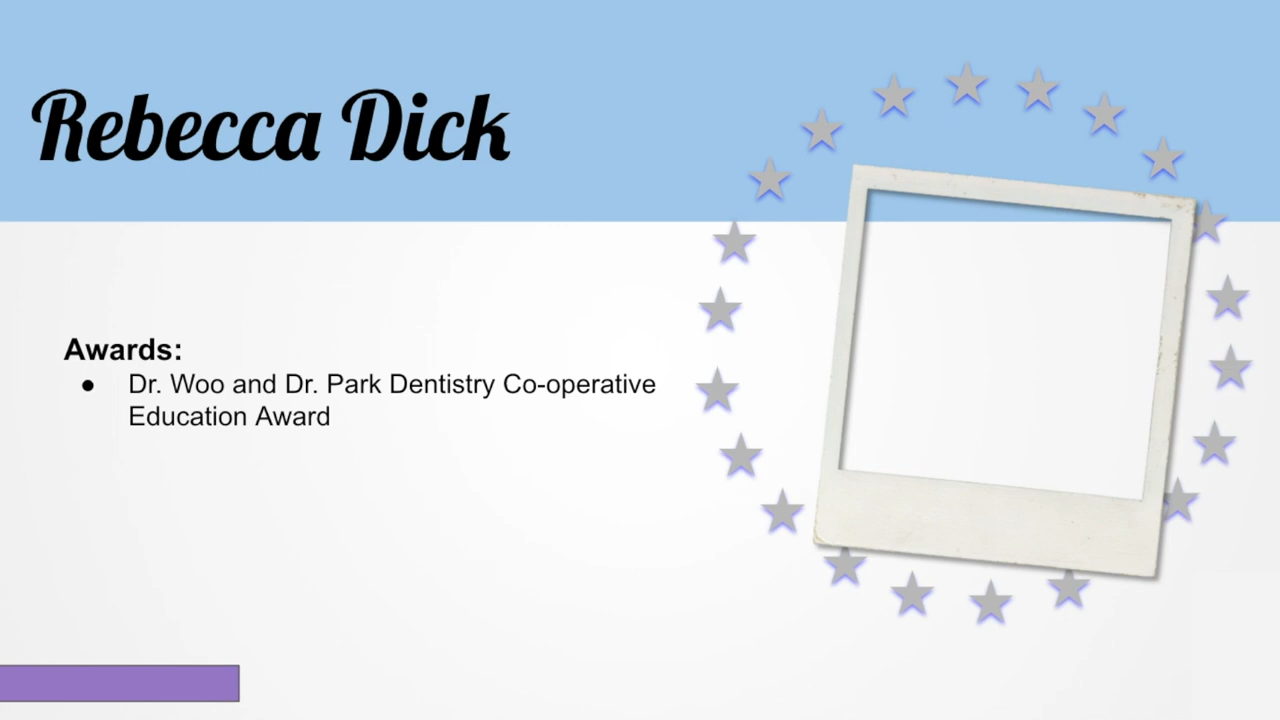 Rebecca Dick
Awards:
● Dr. Woo and Dr. Park Dentistry Co-operative
Education Award